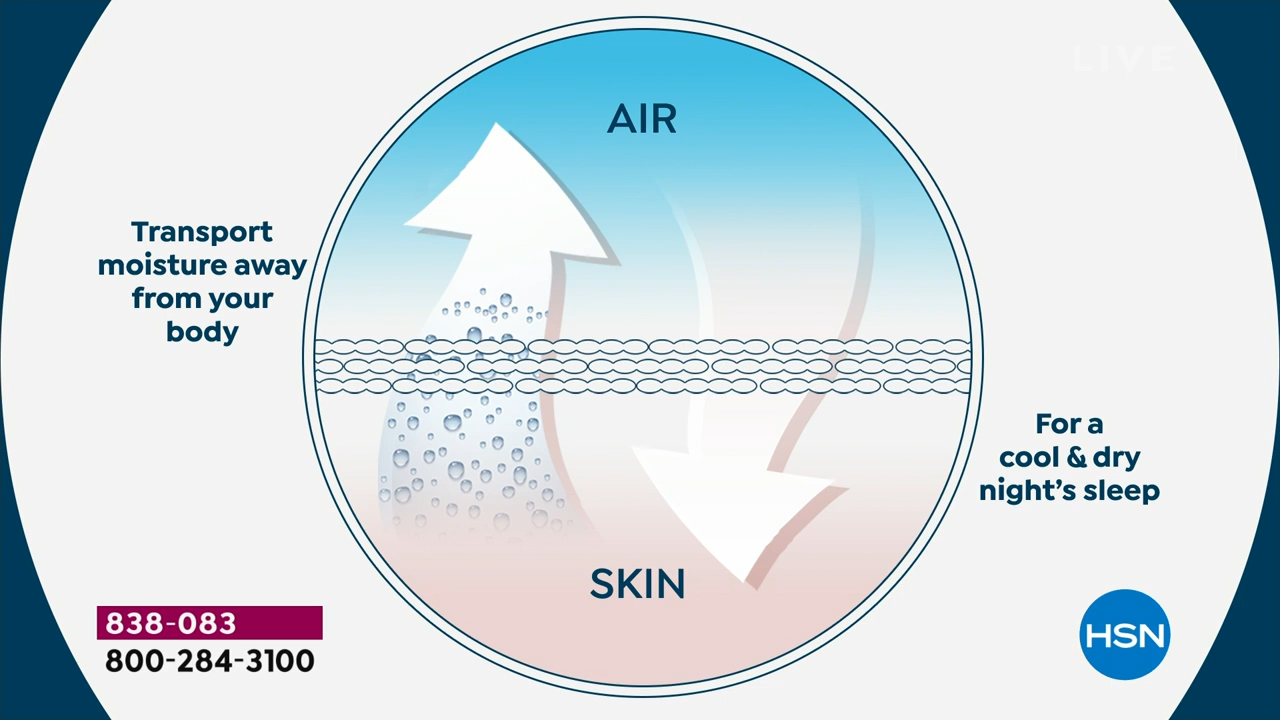 LIVE
AIR
Transport
moisture away
from your
body
For a
cool & dry
night's sleep
SKIN
838-083
800-284-3100
HSN